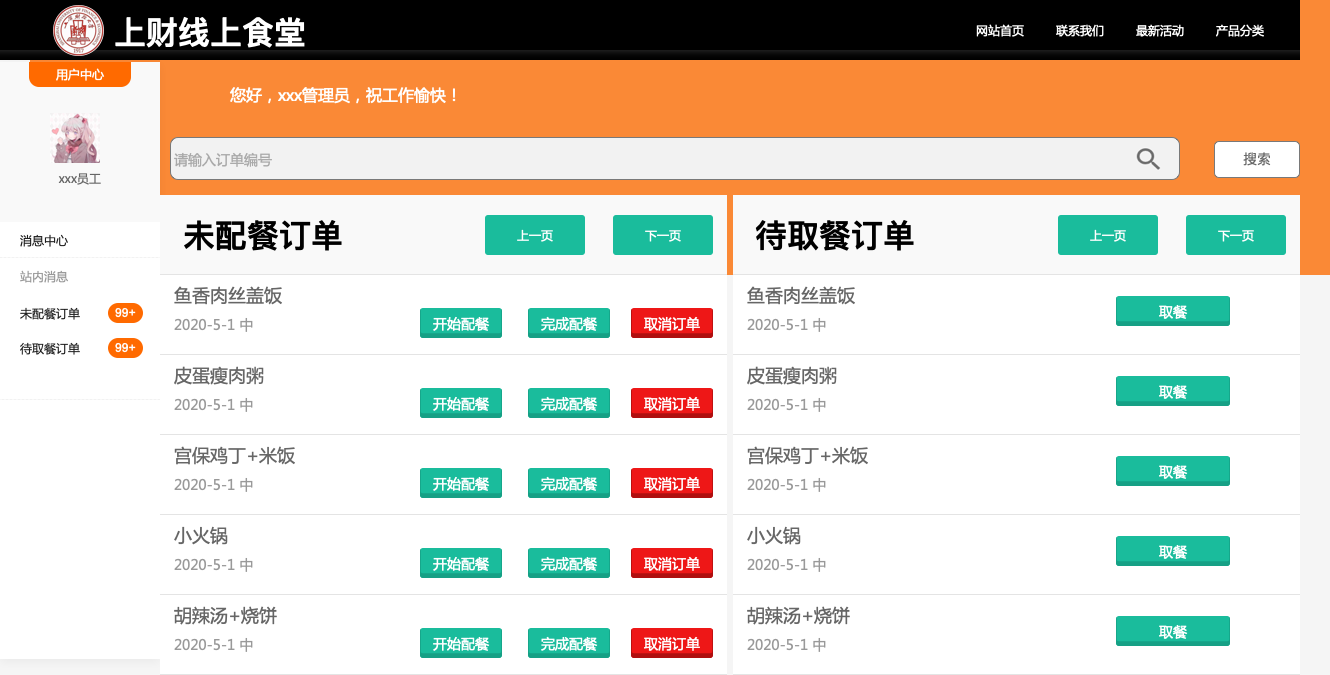 上财线上食堂
网站首页 联系我们 最新活动 产品分类
用户中心
xxx员工
消息中心
站内消息
未配餐订单 99+
待取餐订单 99+
您好，xxx管理员，祝工作愉快！
请输入订单编号
搜索
未配餐订单 上一页 下一页
鱼香肉丝盖饭
2020-5-1 中 开始配餐 完成配餐 取消订单
皮蛋瘦肉粥
2020-5-1 中 开始配餐 完成配餐 取消订单
宫保鸡丁+米饭
2020-5-1 中 开始配餐 完成配餐 取消订单
小火锅
2020-5-1 中 开始配餐 完成配餐 取消订单
胡辣汤+烧饼
2020-5-1 中 开始配餐 完成配餐 取消订单
待取餐订单 上一页 下一页
鱼香肉丝盖饭
2020-5-1 中 取餐
皮蛋瘦肉粥
2020-5-1 中 取餐
宫保鸡丁+米饭
2020-5-1 中 取餐
小火锅
2020-5-1 中 取餐
胡辣汤+烧饼
2020-5-1 中 取餐